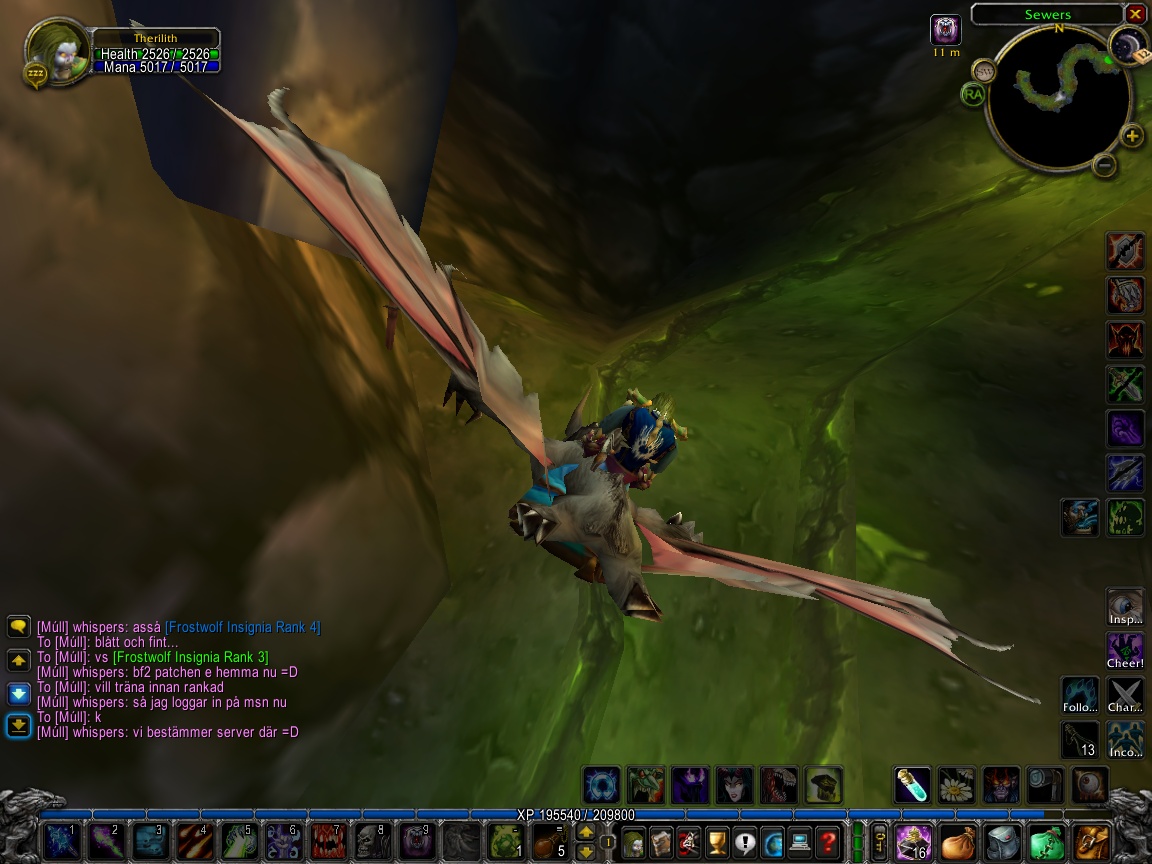 Therilith
Health 2526 / 2526
Mana 5017 / 5017
zzz
11 m
Sewers
N
SW
RA
[Múll] whispers: asså [Frostwolf Insignia Rank 4]
To [Múll]: blått och fint...
To [Múll]: vs [Frostwolf Insignia Rank 3]
[Múll] whispers: bf2 patchen e hemma nu =D
To [Múll]: vill träna innan rankad
[Múll] whispers: så jag loggar in på msn nu
To [Múll]: k
[Múll] whispers: vi bestämmer server där =D
Insp...
Cheer!
Follo... Char...
13 Inco...
XP 195540 / 209800
1 2 3 4 5 6 7 8 9 - =
1 5 1 16